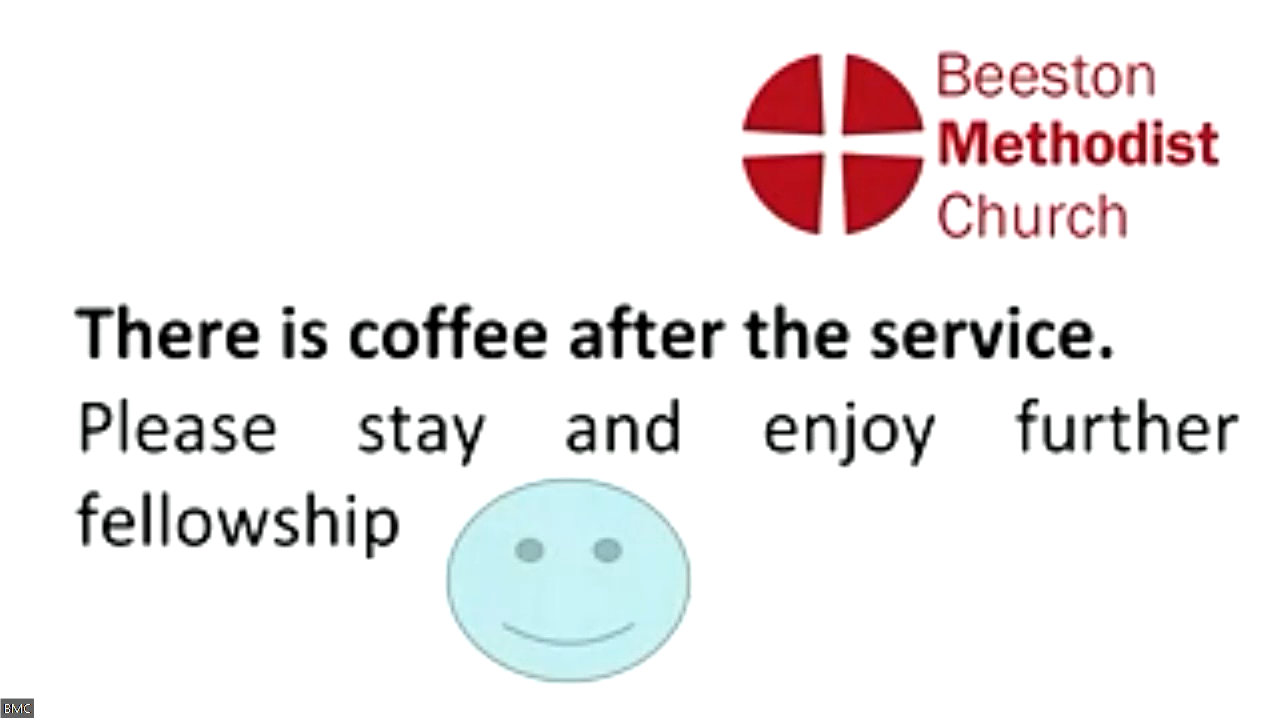 Beeston
Methodist
Church
There is coffee after the service.
Please stay and enjoy further
fellowship
BMC